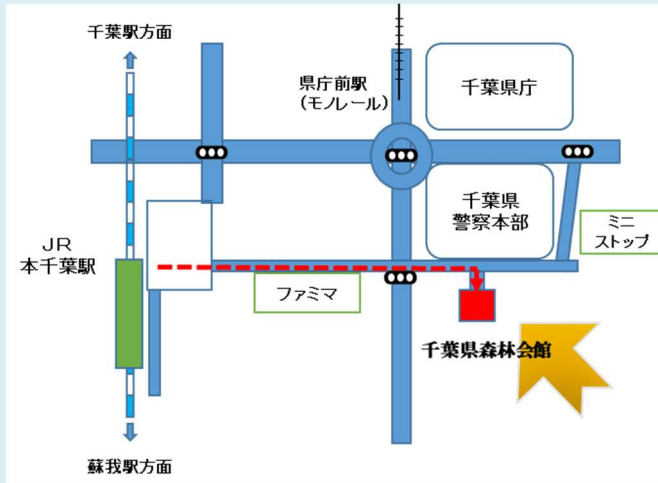 千葉駅方面
県庁前駅
(モノレール)
千葉県庁
千葉県
警察本部
ミニ
ストップ
JR
本千葉駅
ファミマ
千葉県森林会館
蘇我駅方面